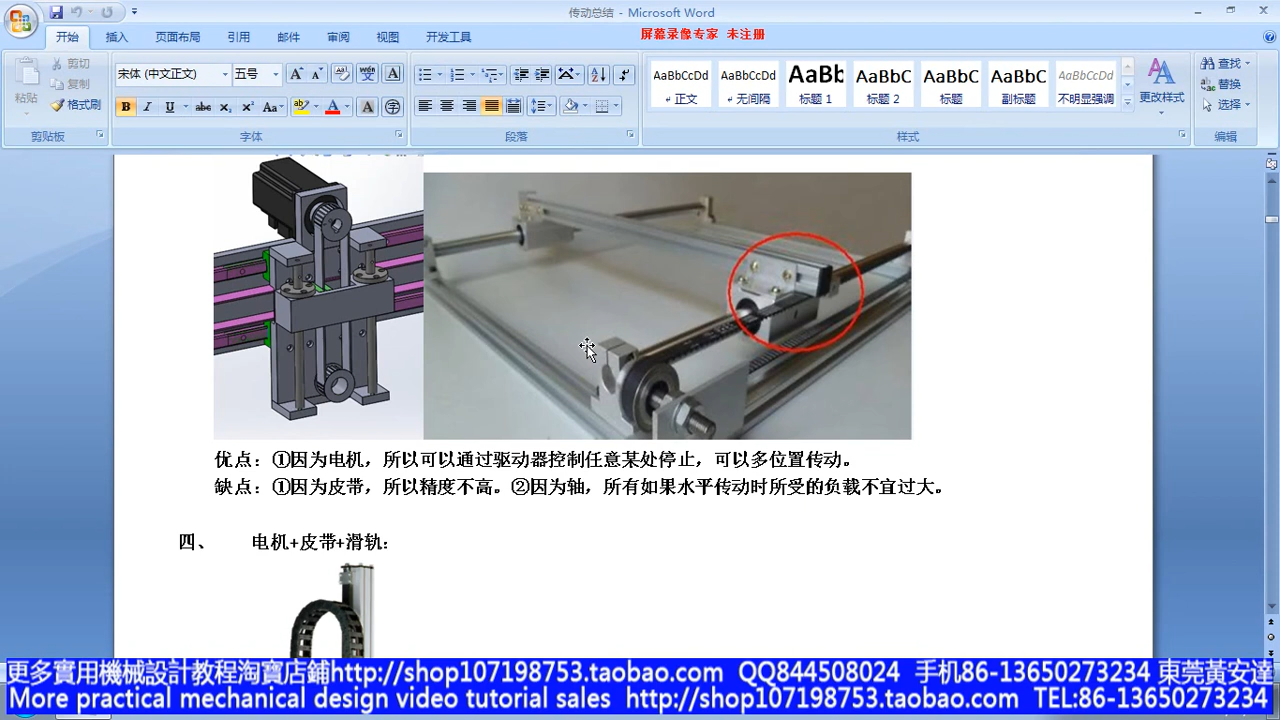 传动总结 - Microsoft Word
开始 插入 页面布局 引用 邮件 审阅 视图 开发工具
屏幕录像专家 未注册
粘贴
剪切
复制
格式刷
剪贴板
宋体 (中文正文) 五号
字体
段落
AaBbCcDd AaBbCcDd AaBb AaBbC AaBbC AaBbC AaBbCcDd
正文 无间隔 标题 1 标题 2 标题 副标题 不明显强调
更改样式
样式
查找
替换
选择
编辑
优点：①因为电机，所以可以通过驱动器控制任意某处停止，可以多位置传动。
缺点：①因为皮带，所以精度不高。②因为轴，所有如果水平传动时所受的负载不宜过大。
四、 电机+皮带+滑轨：
更多實用機械設計教程淘寶店鋪http://shop107198753.taobao.com QQ844508024 手机86-13650273234 東莞黃安達
More practical mechanical design video tutorial sales http://shop107198753.taobao.com TEL:86-13650273234